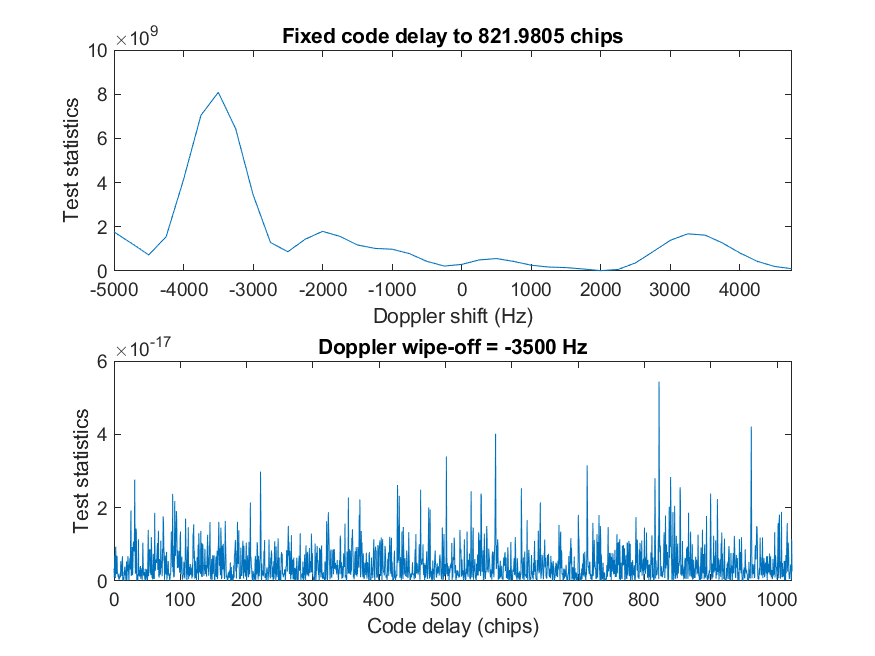 ×10^9
Fixed code delay to 821.9805 chips
10
8
6
4
2
0
Test statistics
-5000 -4000 -3000 -2000 -1000 0 1000 2000 3000 4000
Doppler shift (Hz)
×10^-17
Doppler wipe-off = -3500 Hz
6
4
2
0
Test statistics
0 100 200 300 400 500 600 700 800 900 1000
Code delay (chips)